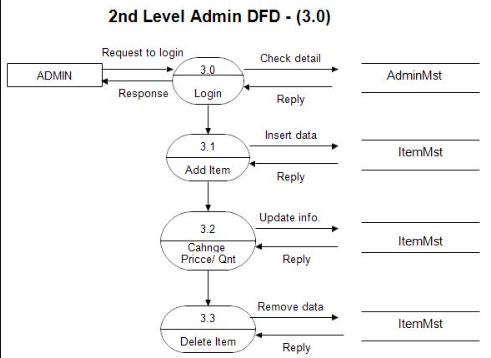 2nd Level Admin DFD - (3.0)
Request to login
Check detail
3.0
ADMIN
AdminMst
Response
Login
Reply
Insert data
3.1
ItemMst
Add Item
Reply
Update info.
3.2
ItemMst
Cahnge
Pricce/ Qnt
Reply
Remove data
3.3
ItemMst
Delete Item
Reply